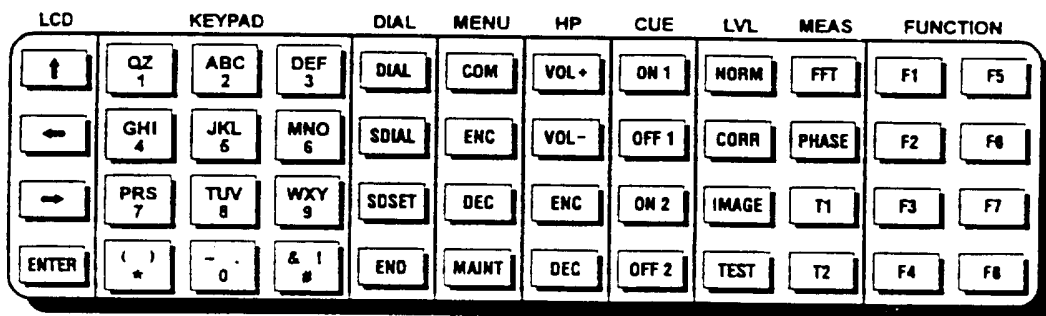 LCD KEYPAD DIAL MENU HP CUE LVL MEAS FUNCTION
↑ QZ 1 ABC 2 DEF 3 DIAL COM VOL+ ON 1 NORM FFT F1 F5
← GHI 4 JKL 5 MNO 6 SDIAL ENC VOL- OFF 1 CORR PHASE F2 F6
→ PRS 7 TUV 8 WXY 9 SDSET DEC ENC ON 2 IMAGE T1 F3 F7
ENTER ( ) * - . 0 & ! # END MAINT DEC OFF 2 TEST T2 F4 F8